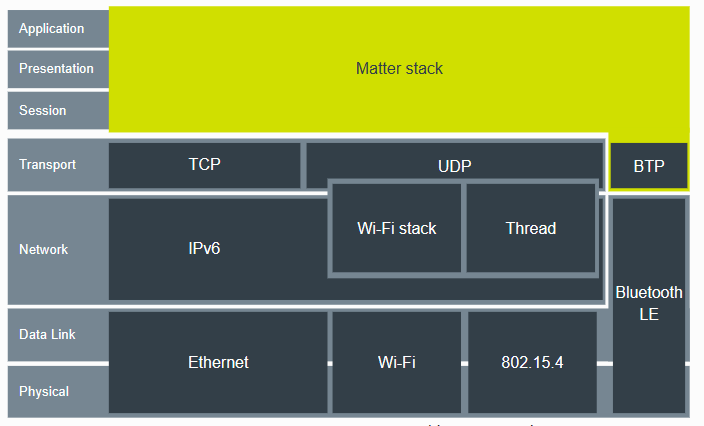 Application
Presentation
Matter stack
Session
Transport
TCP
UDP
BTP
Network
IPv6
Wi-Fi stack
Thread
Bluetooth
LE
Data Link
Ethernet
Wi-Fi
802.15.4
Physical